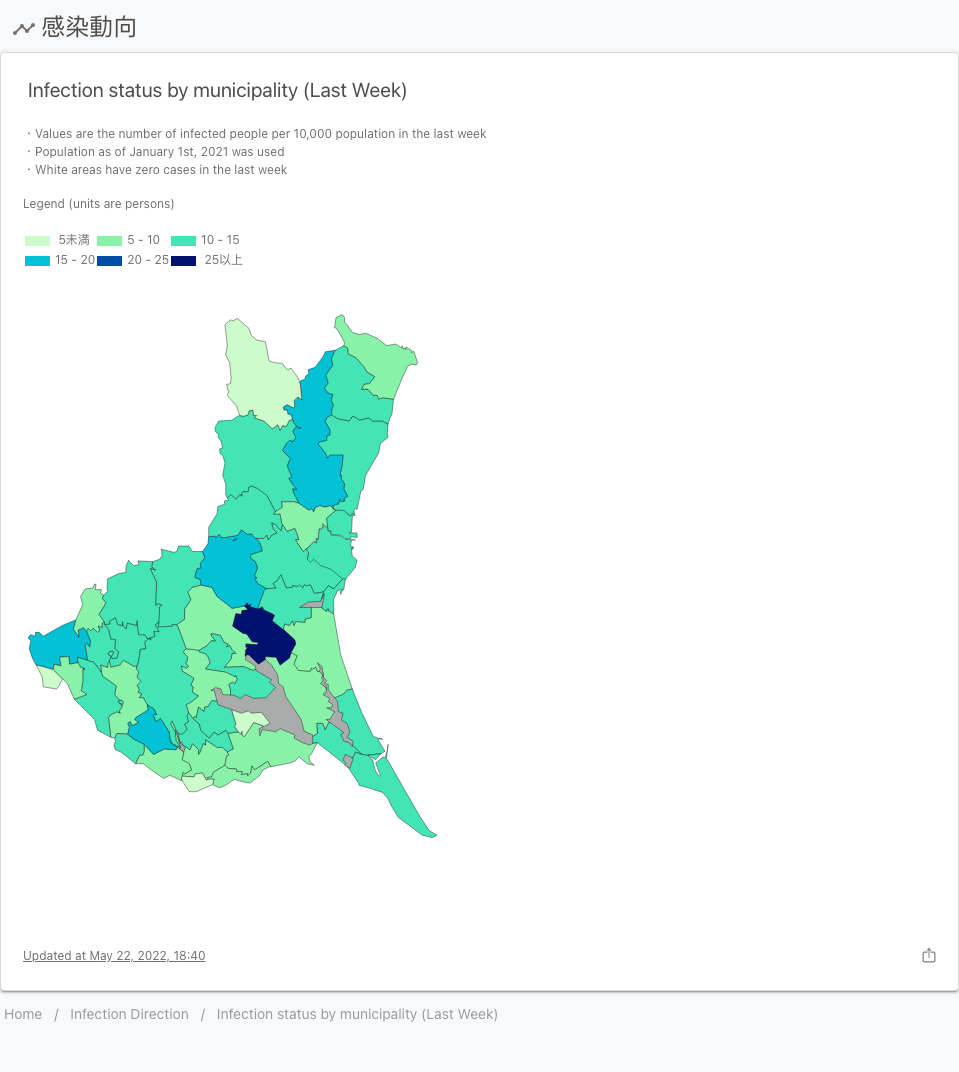 感染動向
Infection status by municipality (Last Week)
・Values are the number of infected people per 10,000 population in the last week
・Population as of January 1st, 2021 was used
・White areas have zero cases in the last week
Legend (units are persons)
5未満 5 - 10 10 - 15
15 - 20 20 - 25 25以上
Updated at May 22, 2022, 18:40
Home / Infection Direction / Infection status by municipality (Last Week)